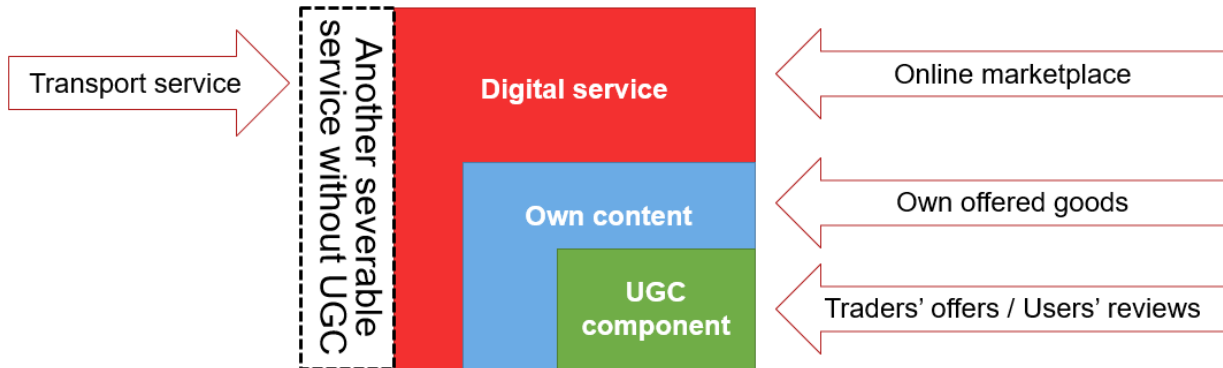 Transport service
Another severable
service without UGC
Digital service
Own content
UGC
component
Online marketplace
Own offered goods
Traders’ offers / Users’ reviews